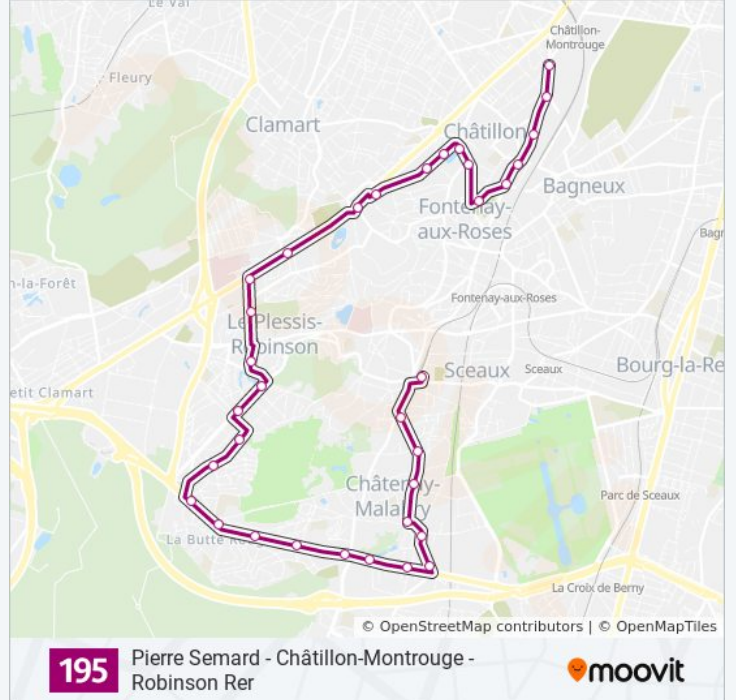 Le Val
Châtillon-
Montrouge
Fleury
Clamart
Châtillon
Bagneux
Fontenay-
aux-Roses
Bagn
n-la-Forêt
Fontenay-aux-Roses
Le Plessis-
Robinson
Sceaux
Sceaux
Bourg-la-Re
etit Clamart
Châtenay-
Malabry
Parc de Sceaux
La Butte Rouge
La Croix de Berny
© OpenStreetMap contributors | © OpenMapTiles
195
Pierre Semard - Châtillon-Montrouge -
Robinson Rer
moovit